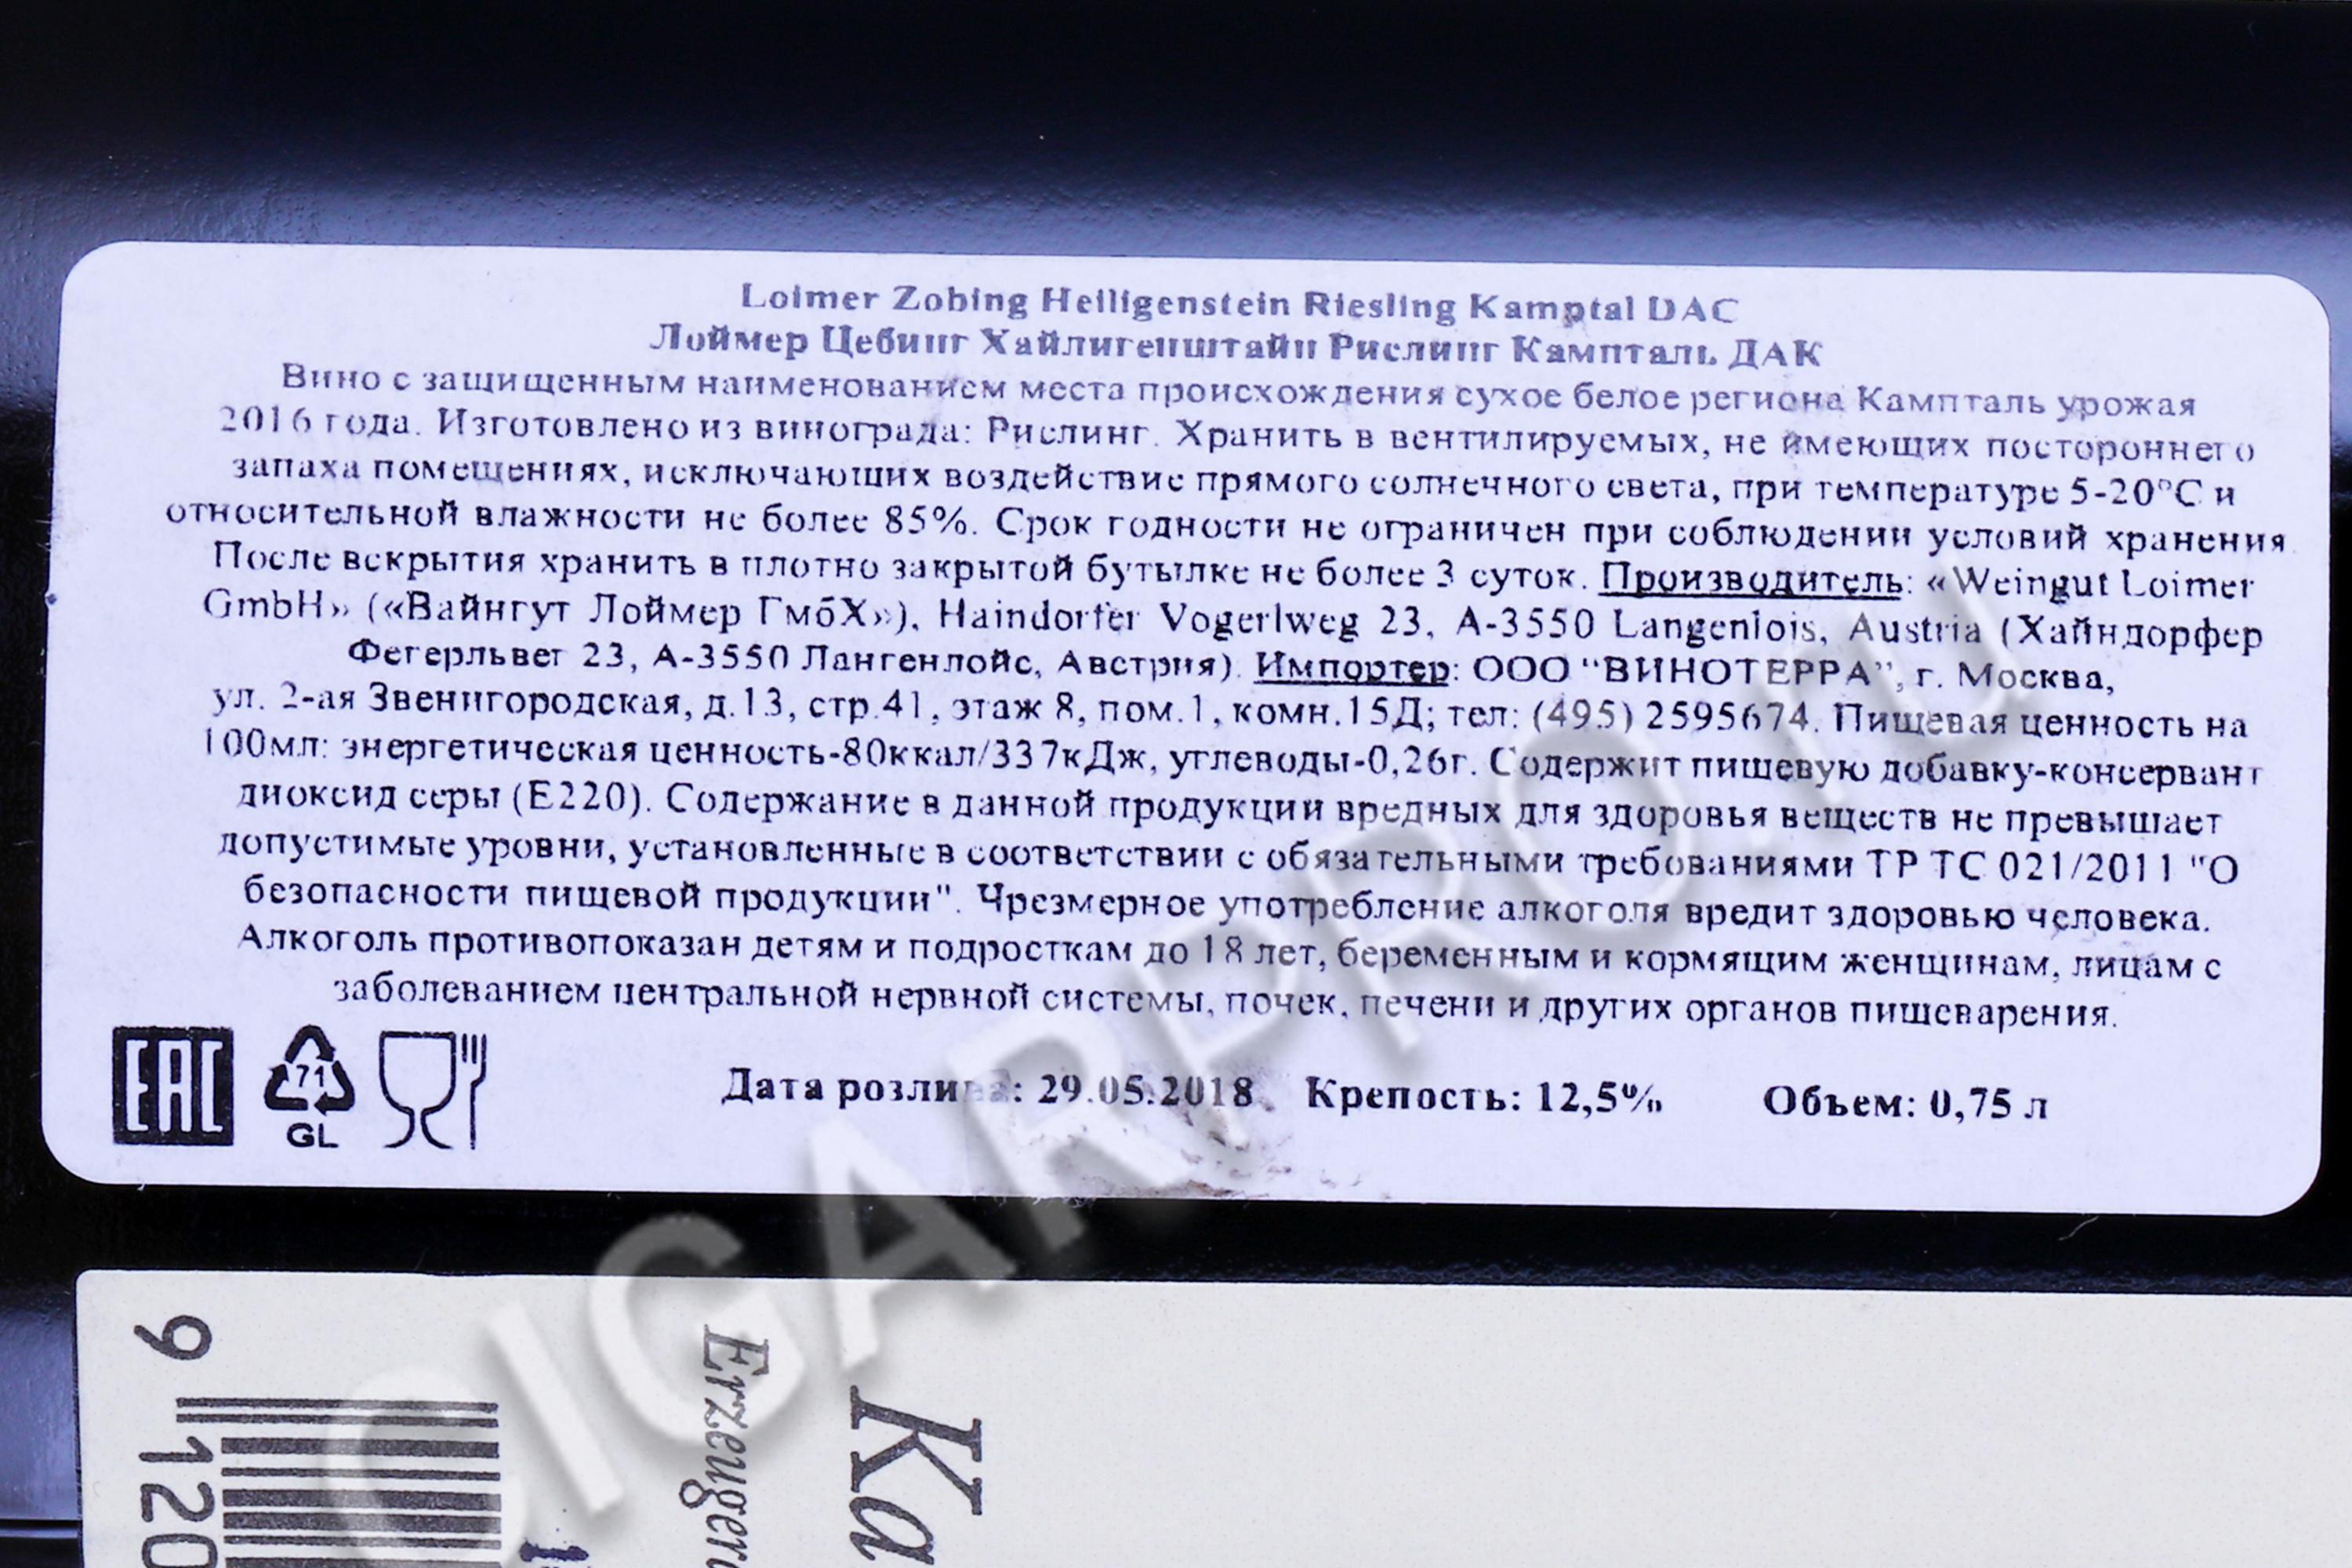 Loimer Zobing Heiligenstein Riesling Kamptal DAC
Лоймер Цебинг Хайлигенштайн Рислинг Кампталь ДАК
Вино с защищенным наименованием места происхождения сухое белое региона Кампталь урожая
2016 года. Изготовлено из винограда: Рислинг. Хранить в вентилируемых, не имеющих постороннего
запаха помещениях, исключающих воздействие прямого солнечного света, при температуре 5-20°С и
относительной влажности не более 85%. Срок годности не ограничен при соблюдении условий хранения.
После вскрытия хранить в плотно закрытой бутылке не более 3 суток. Производитель: «Weingut Loimer
GmbH» («Вайнгут Лоймер ГмбХ»), Haindorfer Vogerlweg 23, A-3550 Langenlois, Austria (Хайндорфер
Фегерльвег 23, А-3550 Лангенлойс, Австрия). Импортер: ООО "ВИНОТЕРРА", г. Москва,
ул. 2-ая Звенигородская, д.13, стр.41, этаж 8, пом.1, комн.15Д; тел: (495) 2595674. Пищевая ценность на
100мл: энергетическая ценность-80ккал/337кДж, углеводы-0,26г. Содержит пищевую добавку-консервант
диоксид серы (Е220). Содержание в данной продукции вредных для здоровья веществ не превышает
допустимые уровни, установленные в соответствии с обязательными требованиями ТР ТС 021/2011 "О
безопасности пищевой продукции". Чрезмерное употребление алкоголя вредит здоровью человека.
Алкоголь противопоказан детям и подросткам до 18 лет, беременным и кормящим женщинам, лицам с
заболеванием центральной нервной системы, почек, печени и других органов пищеварения.
EAC
71
GL
Дата розлива: 29.05.2018 Крепость: 12,5% Объем: 0,75 л
CIGARPRO.RU
9 120
Ka